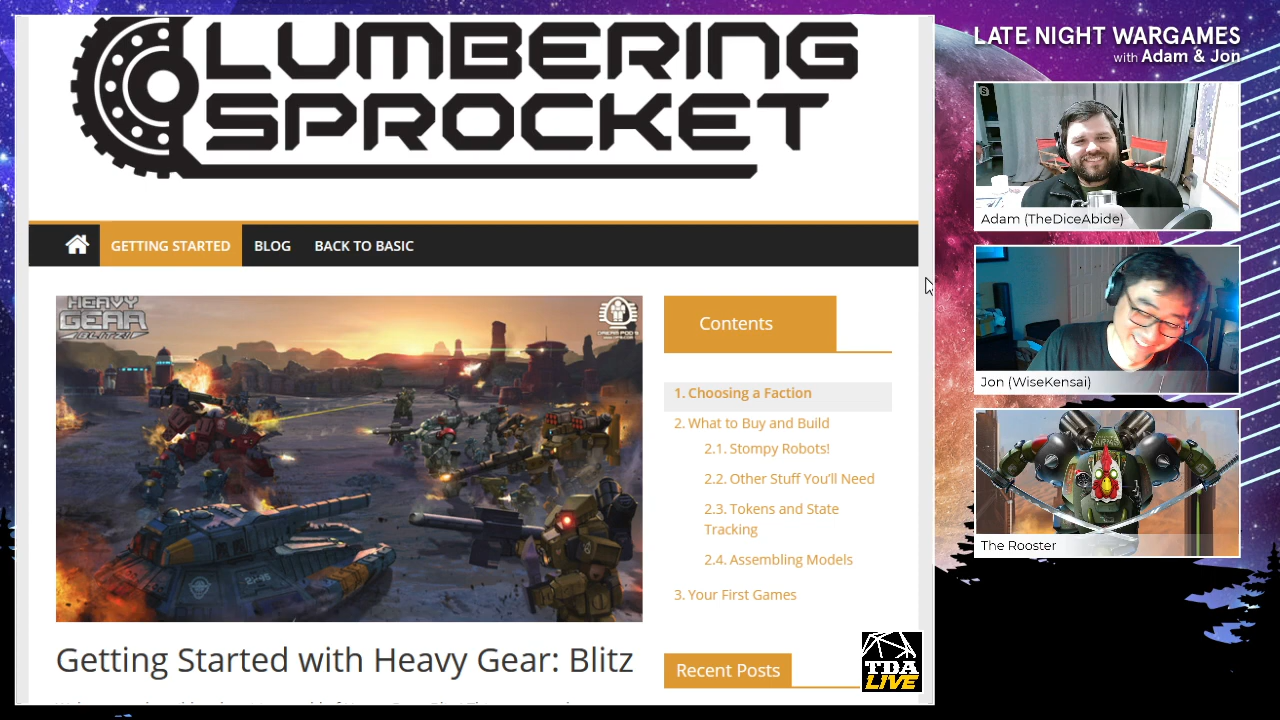 LUMBERING
SPROCKET
GETTING STARTED
BLOG
BACK TO BASIC
HEAVY
GEAR
BLITZ!
DREAM POD 9
Contents
1. Choosing a Faction
2. What to Buy and Build
2.1. Stompy Robots!
2.2. Other Stuff You'll Need
2.3. Tokens and State
Tracking
2.4. Assembling Models
3. Your First Games
Getting Started with Heavy Gear: Blitz
Recent Posts
TDA
LIVE
LATE NIGHT WARGAMES
with Adam & Jon
Adam (TheDiceAbide)
Jon (WiseKensai)
The Rooster